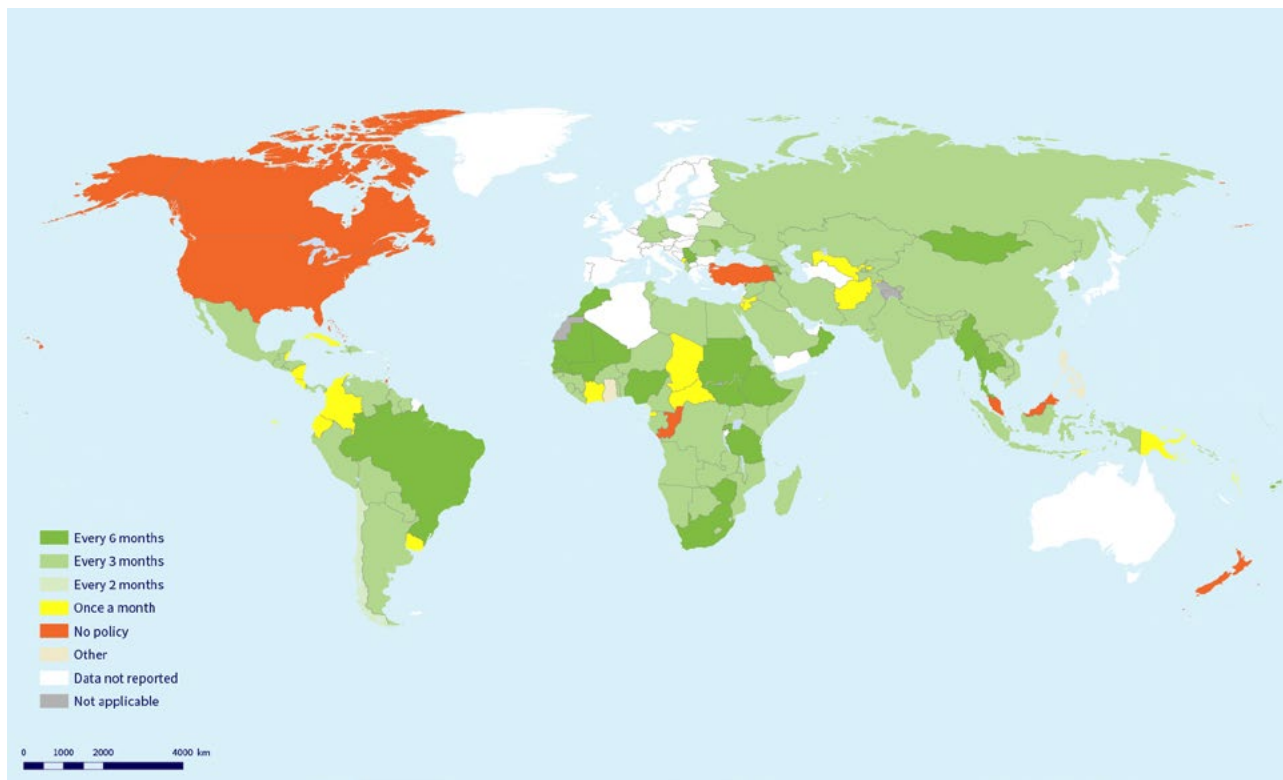 Every 6 months
Every 3 months
Every 2 months
Once a month
No policy
Other
Data not reported
Not applicable
0 1000 2000 4000 km